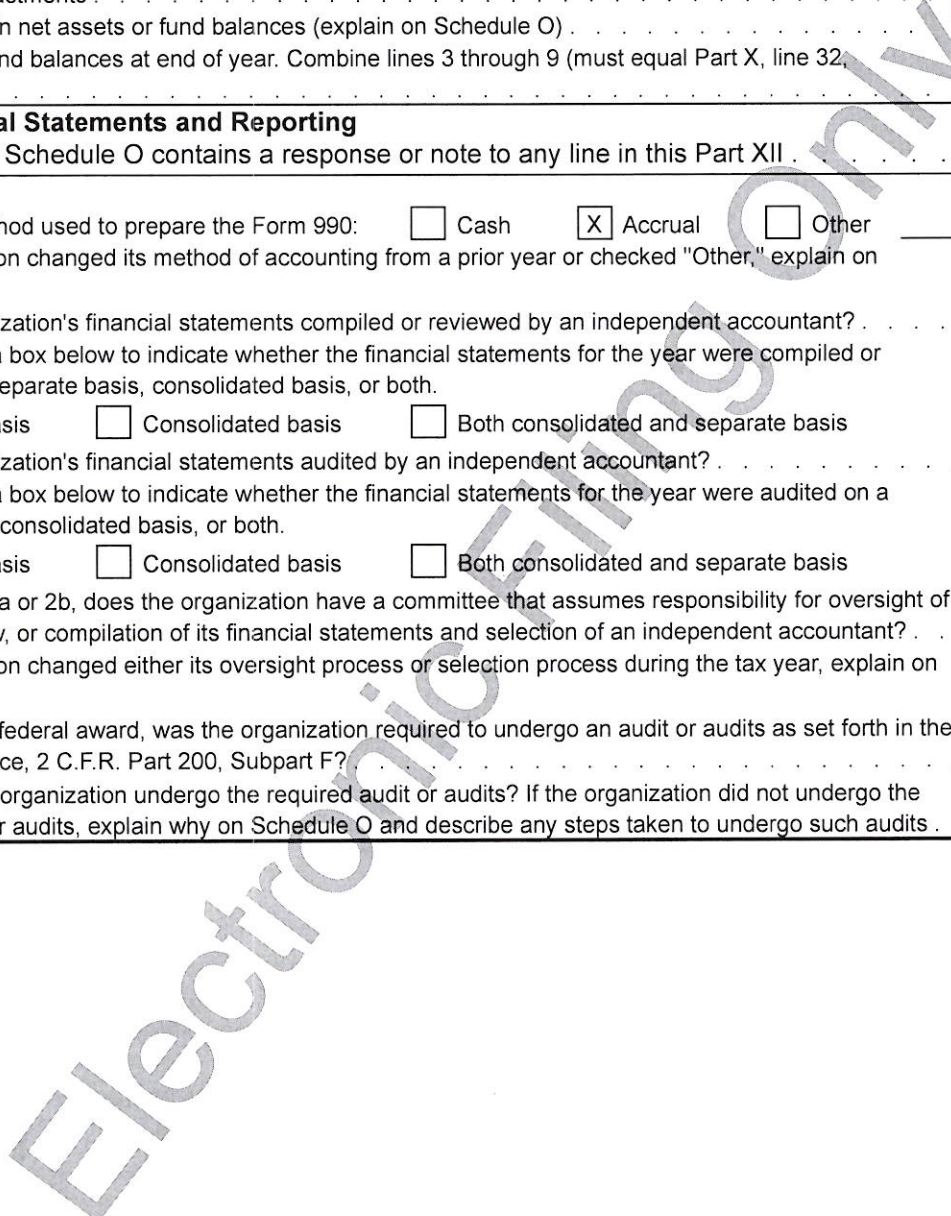 n net assets or fund balances (explain on Schedule O) . . . . . . . . . . . .
nd balances at end of year. Combine lines 3 through 9 (must equal Part X, line 32,
. . . . . . . . . . . . . . . . . . . . . . . . . . . . . . . . . . . .
al Statements and Reporting
Schedule O contains a response or note to any line in this Part XII . . . . . . .
hod used to prepare the Form 990: Cash X Accrual Other
on changed its method of accounting from a prior year or checked "Other," explain on
zation's financial statements compiled or reviewed by an independent accountant? . . . .
box below to indicate whether the financial statements for the year were compiled or
eparate basis, consolidated basis, or both.
sis Consolidated basis Both consolidated and separate basis
zation's financial statements audited by an independent accountant? . . . . . . . . .
box below to indicate whether the financial statements for the year were audited on a
consolidated basis, or both.
sis Consolidated basis Both consolidated and separate basis
a or 2b, does the organization have a committee that assumes responsibility for oversight of
, or compilation of its financial statements and selection of an independent accountant? . .
on changed either its oversight process or selection process during the tax year, explain on
federal award, was the organization required to undergo an audit or audits as set forth in the
ce, 2 C.F.R. Part 200, Subpart F? . . . . . . . . . . . . . . . . . . . .
organization undergo the required audit or audits? If the organization did not undergo the
r audits, explain why on Schedule O and describe any steps taken to undergo such audits .
Electronic Filing Only